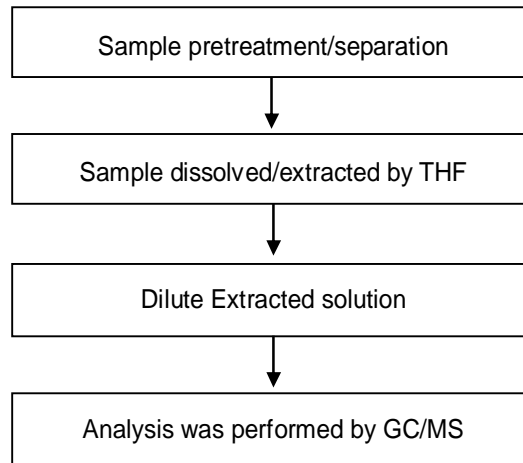 Sample pretreatment/separation
Sample dissolved/extracted by THF
Dilute Extracted solution
Analysis was performed by GC/MS